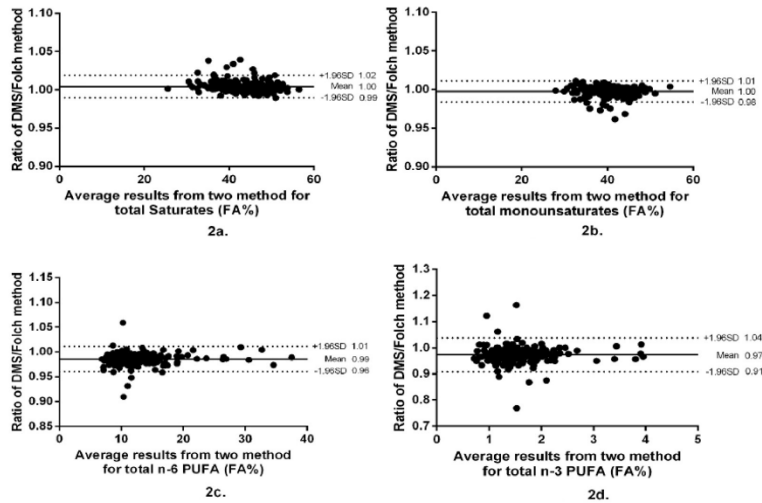 Ratio of DMS/Folch method
1.10
1.05
1.00
0.95
0.90
0
20
40
60
+1.96SD 1.02
Mean 1.00
-1.96SD 0.99
Average results from two method for
total Saturates (FA%)
2a.
Ratio of DMS/Folch method
1.10
1.05
1.00
0.95
0.90
0
20
40
60
+1.96SD 1.01
Mean 1.00
-1.96SD 0.98
Average results from two method for
total monounsaturates (FA%)
2b.
Ratio of DMS/Folch method
1.15
1.10
1.05
1.00
0.95
0.90
0.85
0
10
20
30
40
+1.96SD 1.01
Mean 0.99
-1.96SD 0.96
Average results from two method
for total n-6 PUFA (FA%)
2c.
Ratio of DMS/Folch method
1.3
1.2
1.1
1.0
0.9
0.8
0.7
0
1
2
3
4
5
+1.96SD 1.04
Mean 0.97
-1.96SD 0.91
Average results from two method
for total n-3 PUFA (FA%)
2d.